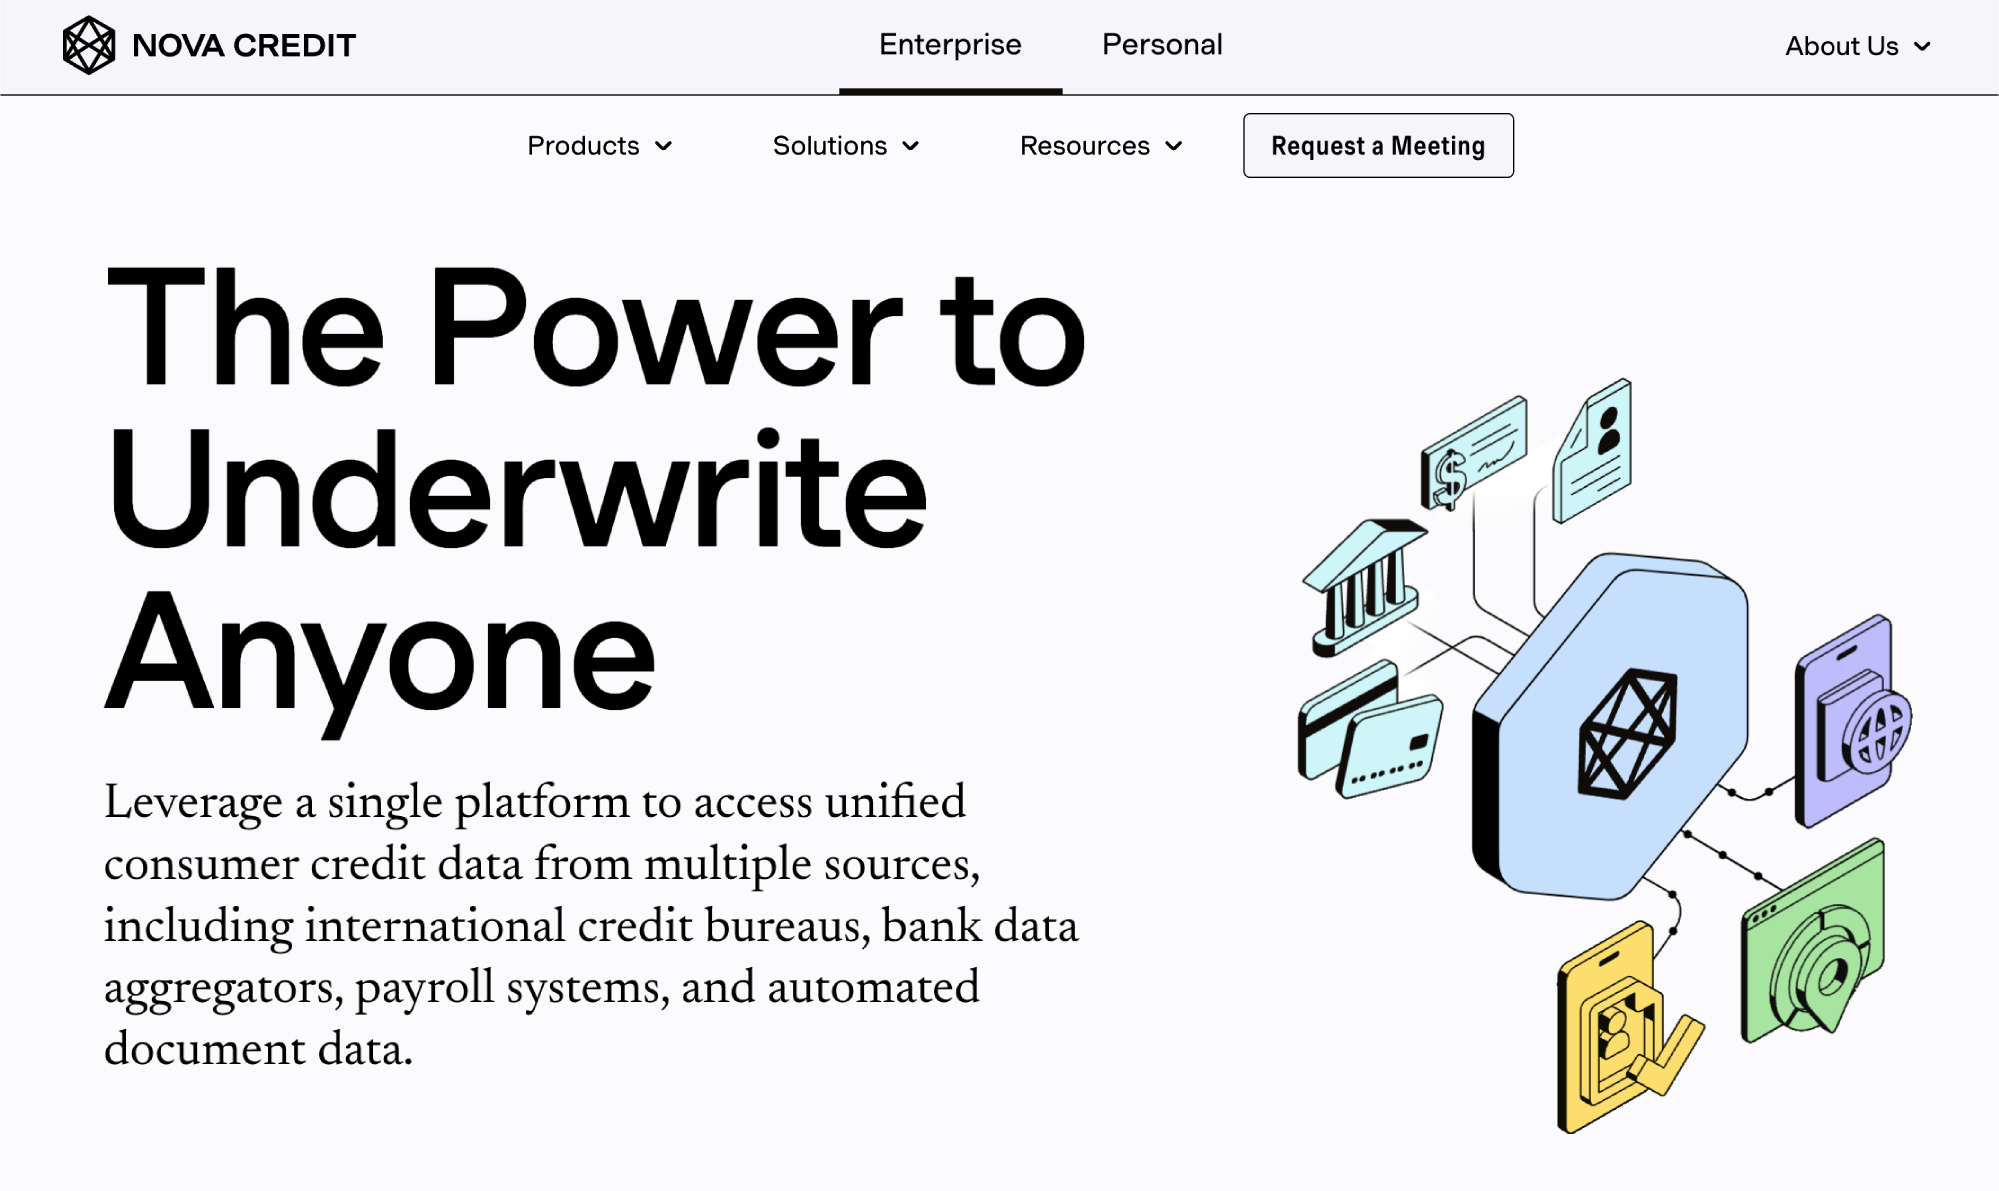 NOVA CREDIT
Enterprise
Personal
About Us
Products
Solutions
Resources
Request a Meeting
The Power to
Underwrite
Anyone
Leverage a single platform to access unified
consumer credit data from multiple sources,
including international credit bureaus, bank data
aggregators, payroll systems, and automated
document data.
$